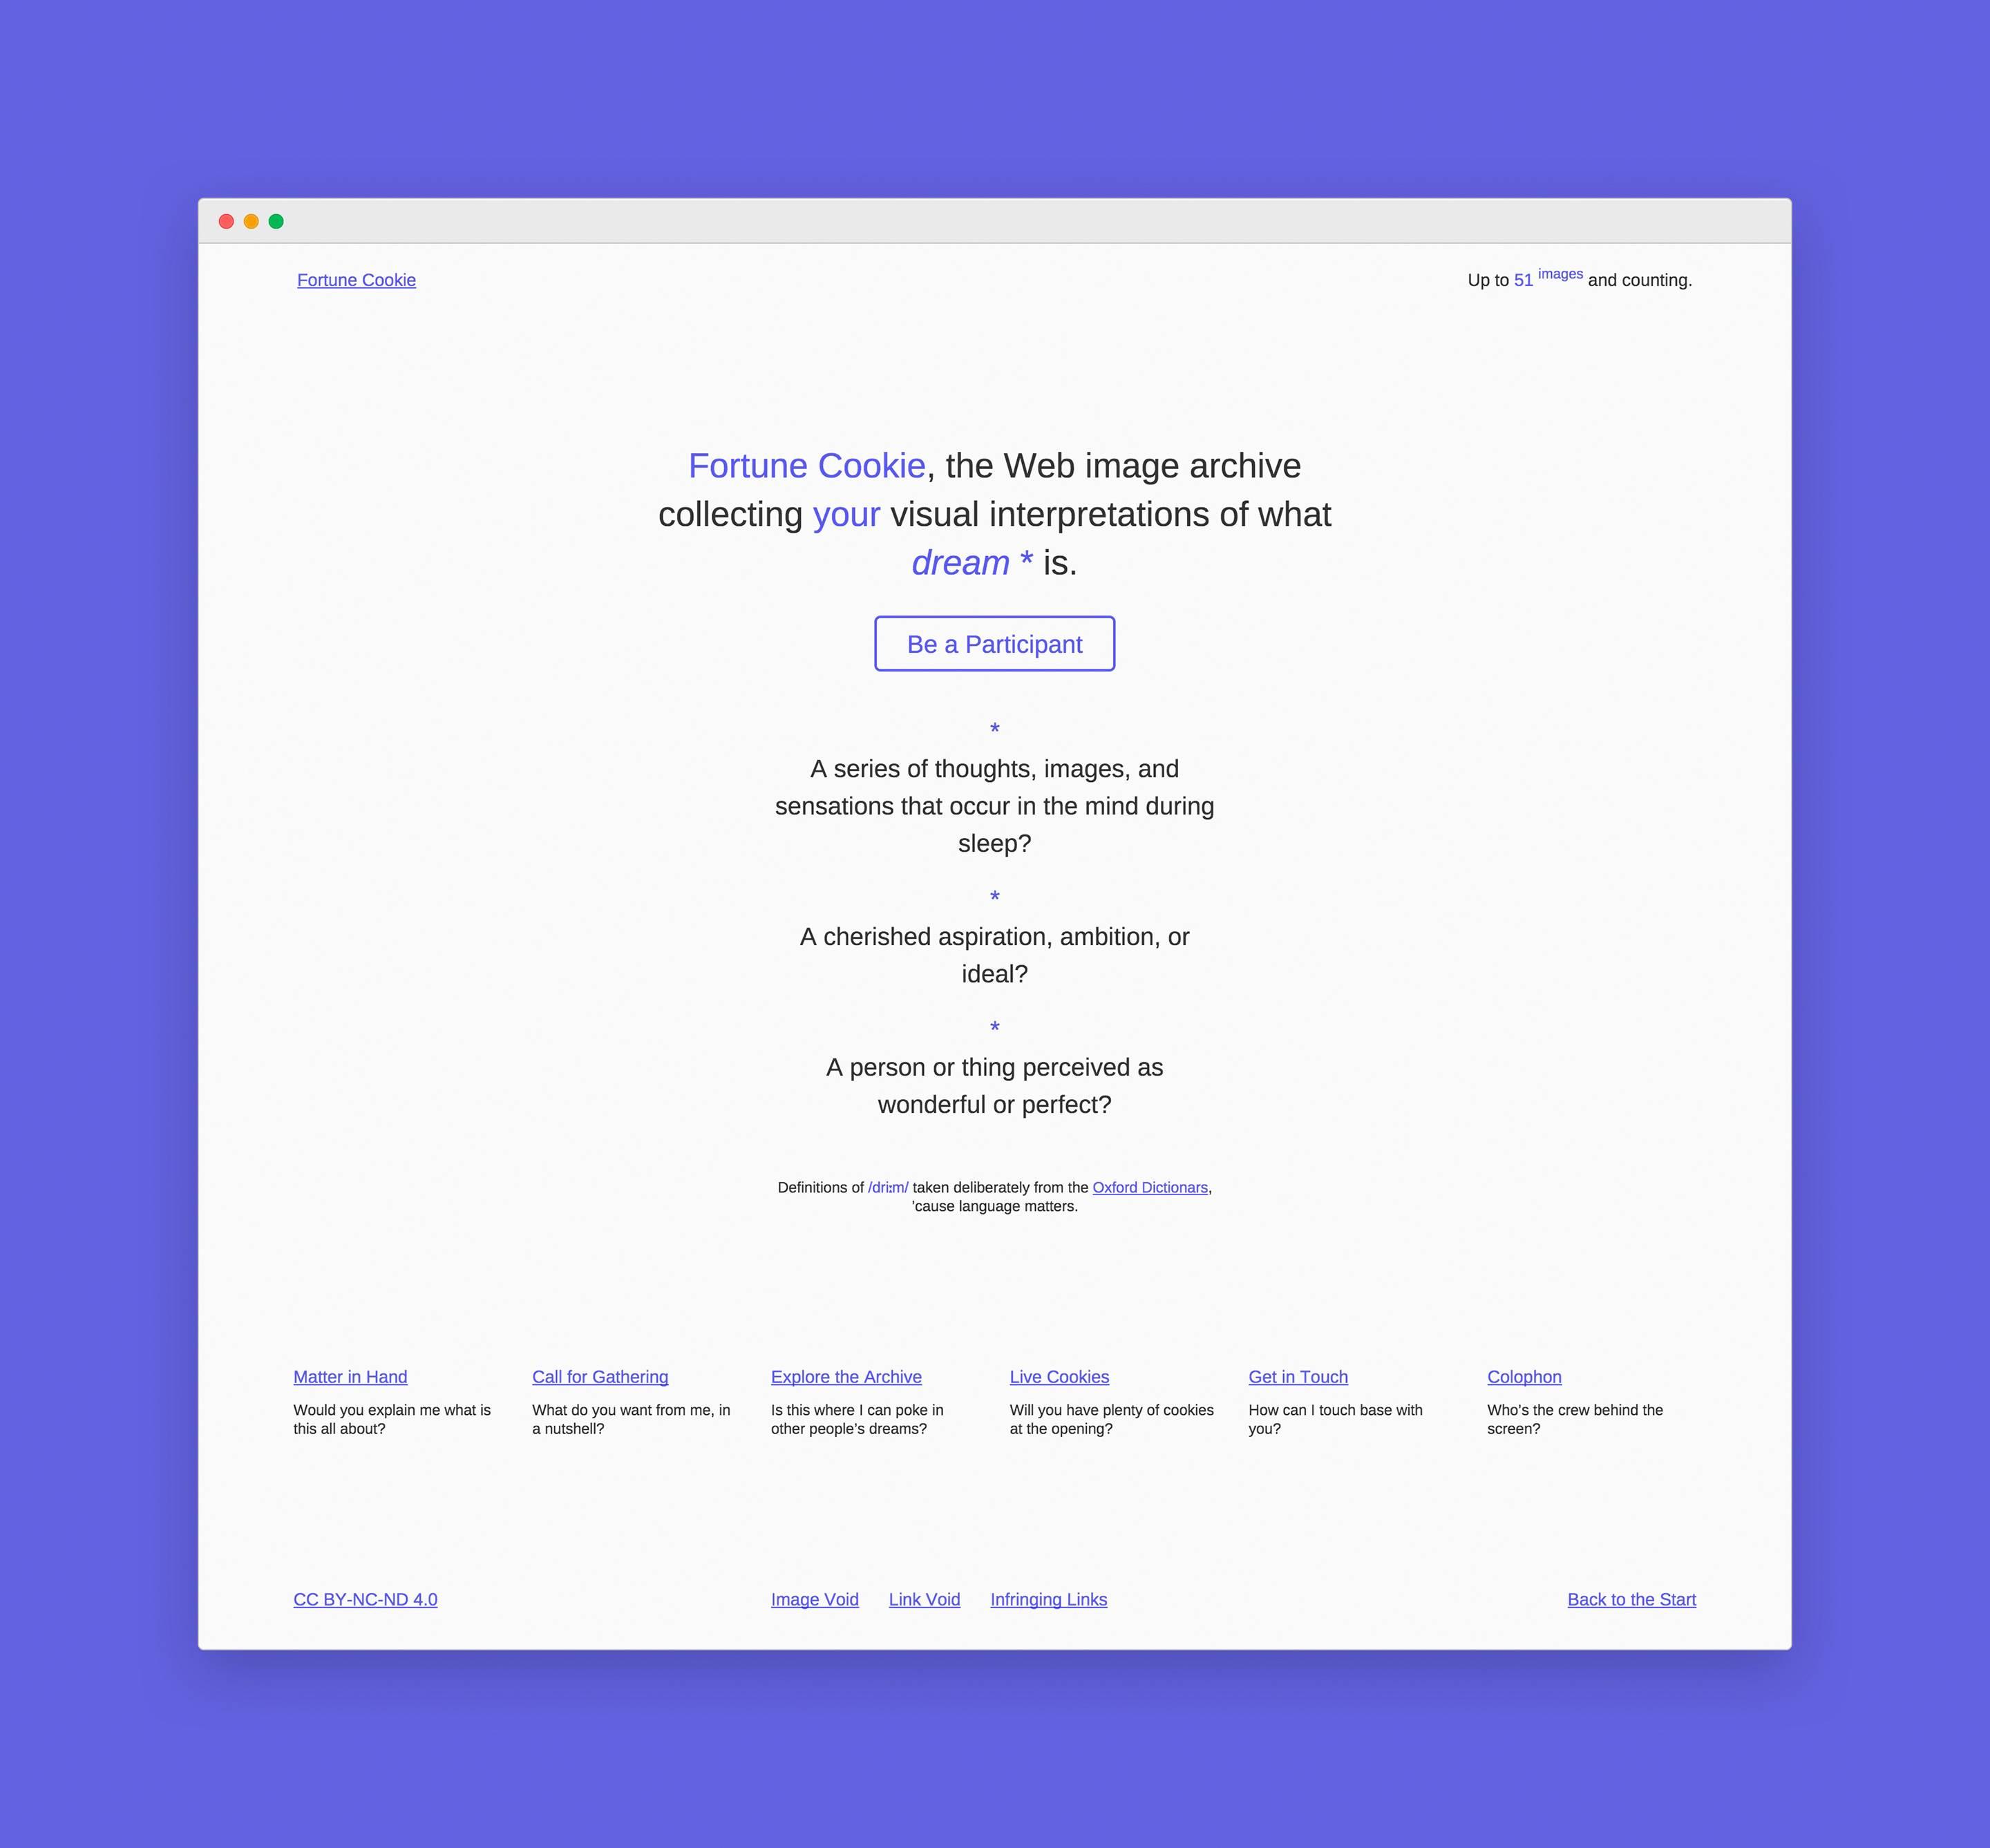 Fortune Cookie
Up to 51 images and counting.
Fortune Cookie, the Web image archive
collecting your visual interpretations of what
dream * is.
Be a Participant
*
A series of thoughts, images, and
sensations that occur in the mind during
sleep?
*
A cherished aspiration, ambition, or
ideal?
*
A person or thing perceived as
wonderful or perfect?
Definitions of /driːm/ taken deliberately from the Oxford Dictionars,
’cause language matters.
Matter in Hand
Would you explain me what is
this all about?
Call for Gathering
What do you want from me, in
a nutshell?
Explore the Archive
Is this where I can poke in
other people’s dreams?
Live Cookies
Will you have plenty of cookies
at the opening?
Get in Touch
How can I touch base with
you?
Colophon
Who’s the crew behind the
screen?
CC BY-NC-ND 4.0
Image Void
Link Void
Infringing Links
Back to the Start